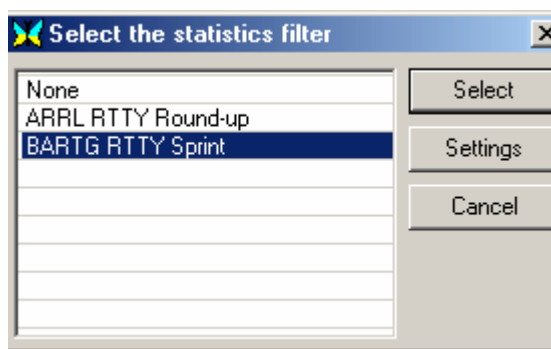 Select the statistics filter
None
ARRL RTTY Round-up
BARTG RTTY Sprint
Select
Settings
Cancel